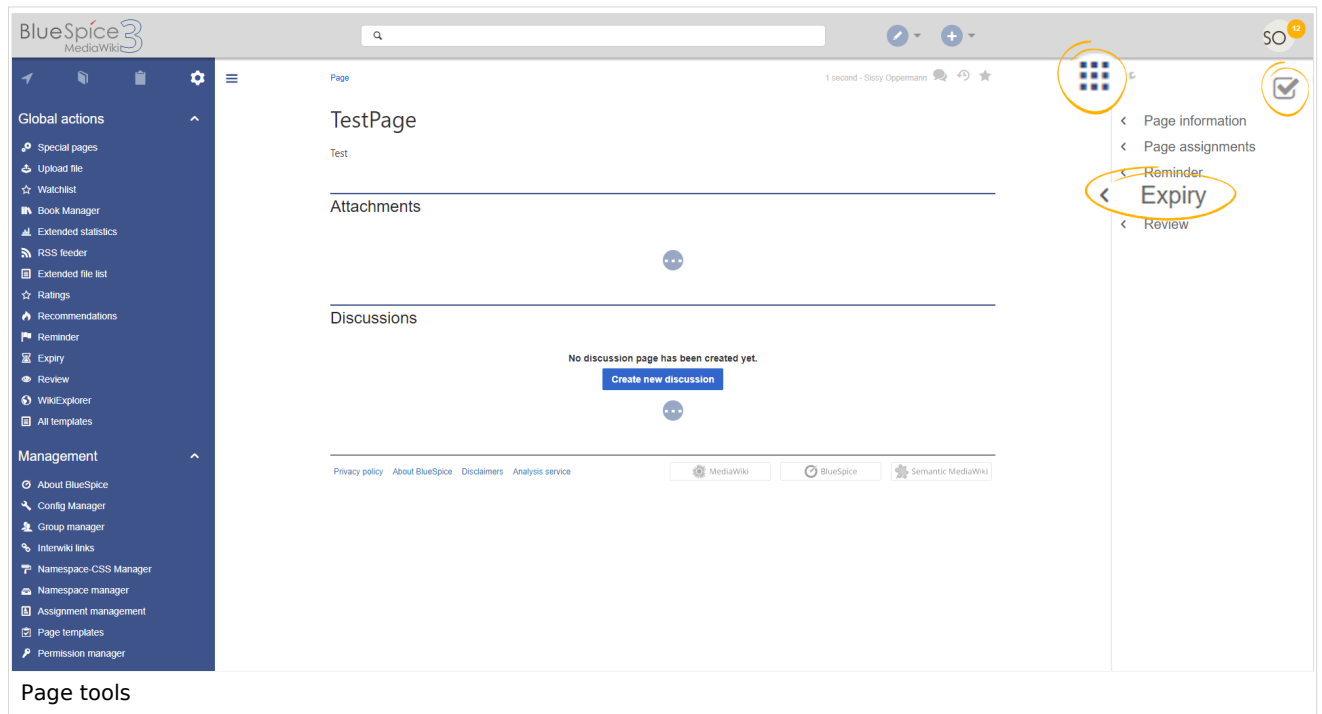 BlueSpice 3
MediaWiki
SO
12
Page
1 second - Sissy Oppermann
Global actions
Special pages
Upload file
Watchlist
Book Manager
Extended statistics
RSS feeder
Extended file list
Ratings
Recommendations
Reminder
Expiry
Review
WikiExplorer
All templates
Management
About BlueSpice
Config Manager
Group manager
Interwiki links
Namespace-CSS Manager
Namespace manager
Assignment management
Page templates
Permission manager
TestPage
Test
Attachments
Discussions
No discussion page has been created yet.
Create new discussion
Privacy policy About BlueSpice Disclaimers Analysis service
MediaWiki
BlueSpice
Semantic MediaWiki
Page information
Page assignments
Reminder
Expiry
Review
Page tools